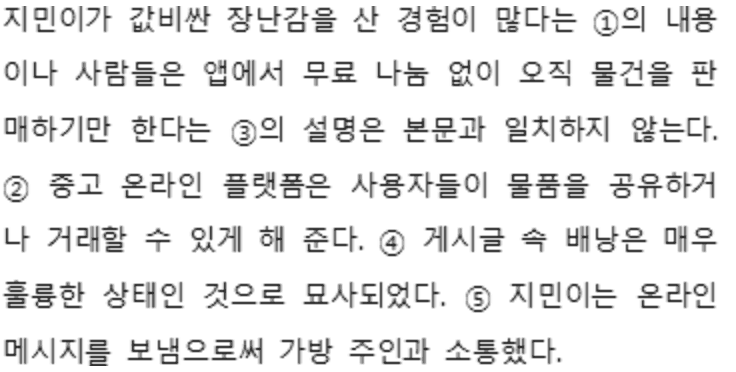 지민이가 값비싼 장난감을 산 경험이 많다는 ①의 내용
이나 사람들은 앱에서 무료 나눔 없이 오직 물건을 판
매하기만 한다는 ③의 설명은 본문과 일치하지 않는다.
② 중고 온라인 플랫폼은 사용자들이 물품을 공유하거
나 거래할 수 있게 해 준다. ④ 게시글 속 배낭은 매우
훌륭한 상태인 것으로 묘사되었다. ⑤ 지민이는 온라인
메시지를 보냄으로써 가방 주인과 소통했다.